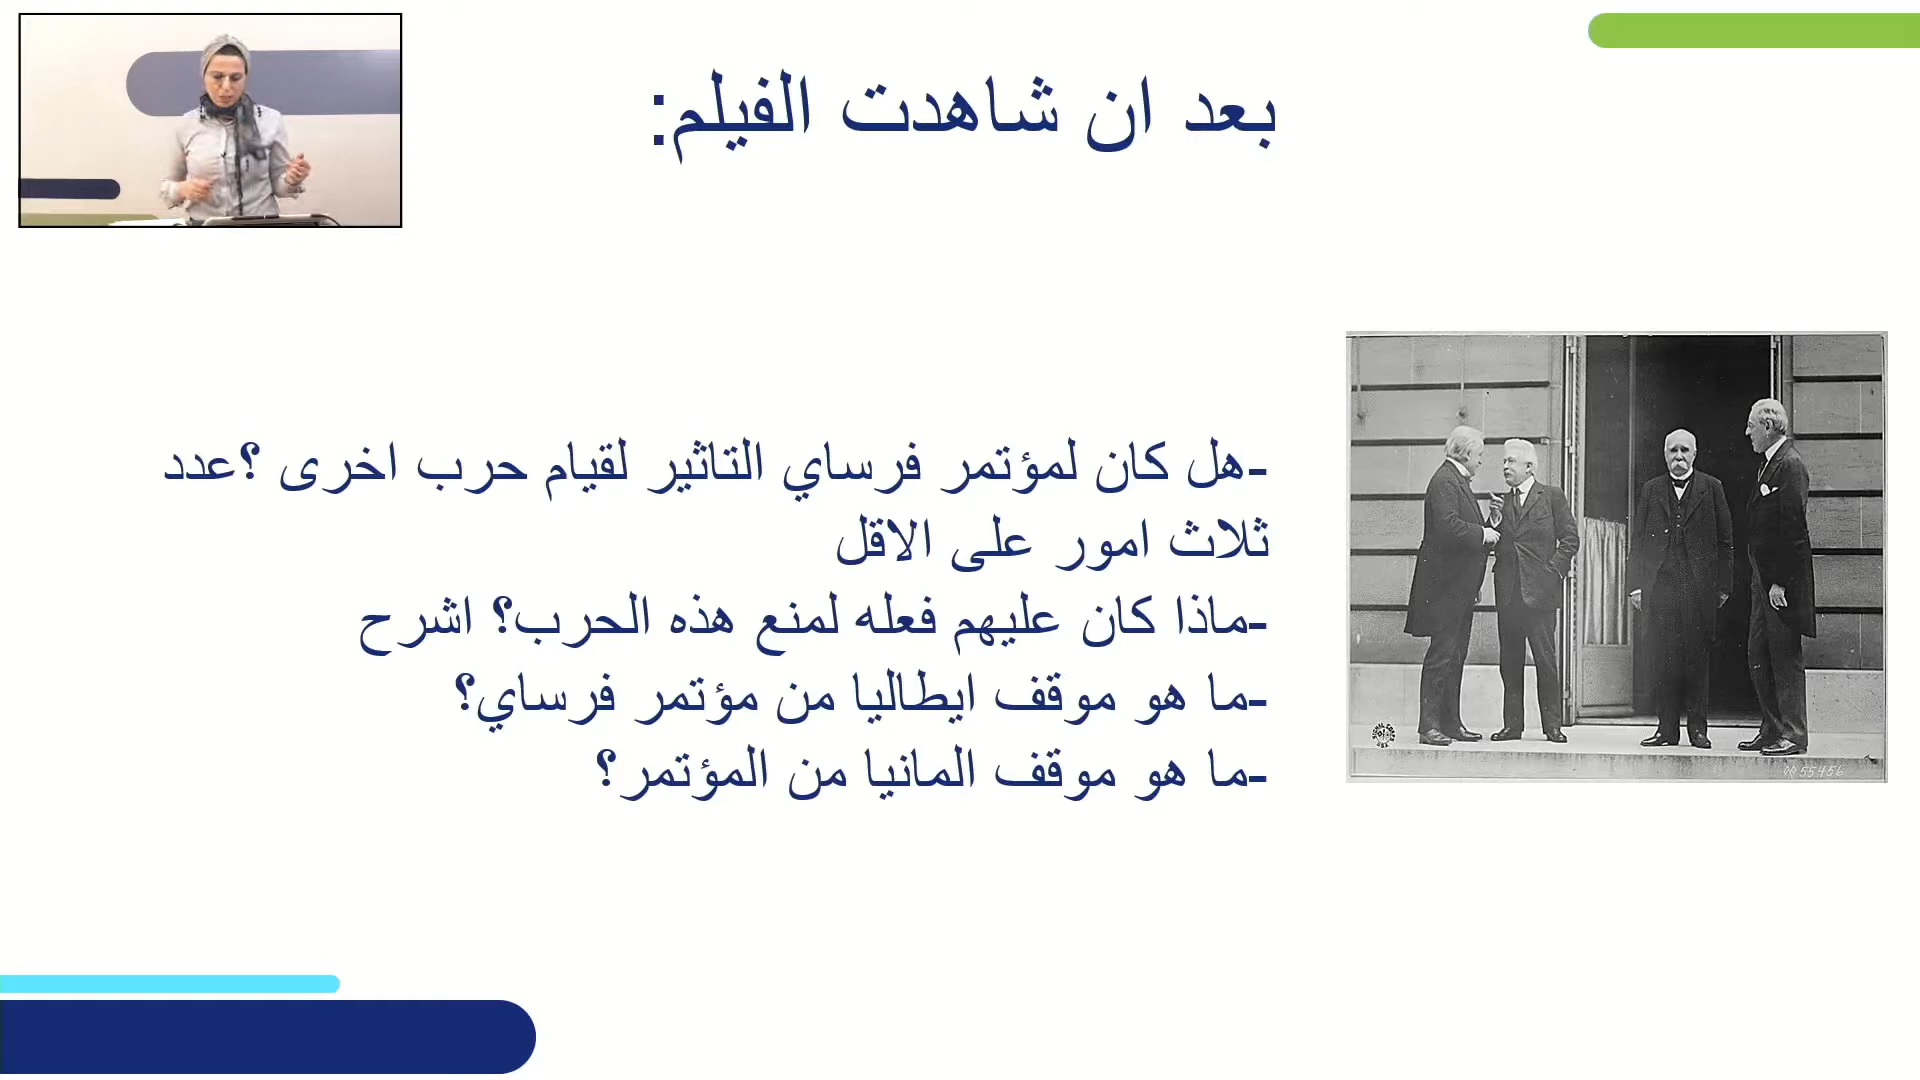 بعد ان شاهدت الفيلم:
-هل كان لمؤتمر فرساي التاثير لقيام حرب اخرى ؟عدد
ثلاث امور على الاقل
-ماذا كان عليهم فعله لمنع هذه الحرب؟ اشرح
-ما هو موقف ايطاليا من مؤتمر فرساي؟
-ما هو موقف المانيا من المؤتمر؟